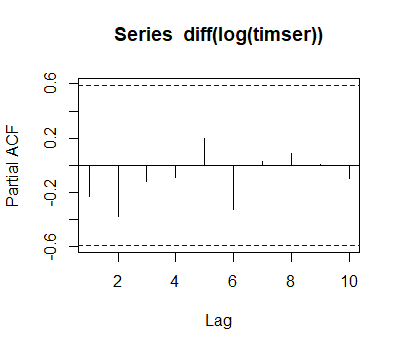 Series diff(log(timser))
Partial ACF
0.6
0.2
-0.2
-0.6
2 4 6 8 10
Lag